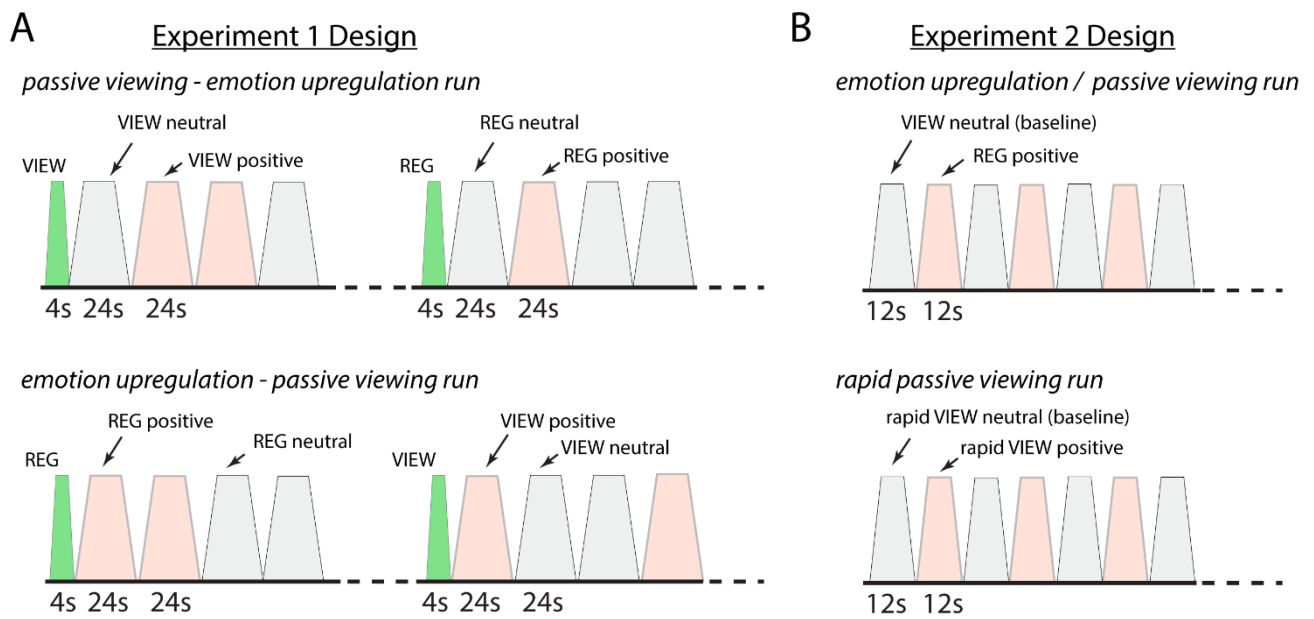 A
Experiment 1 Design
passive viewing - emotion upregulation run
VIEW neutral
VIEW positive
VIEW
REG neutral
REG positive
REG
4s 24s 24s
4s 24s 24s
emotion upregulation - passive viewing run
REG positive
REG neutral
REG
VIEW positive
VIEW neutral
VIEW
4s 24s 24s
4s 24s 24s
B
Experiment 2 Design
emotion upregulation / passive viewing run
VIEW neutral (baseline)
REG positive
12s 12s
rapid passive viewing run
rapid VIEW neutral (baseline)
rapid VIEW positive
12s 12s